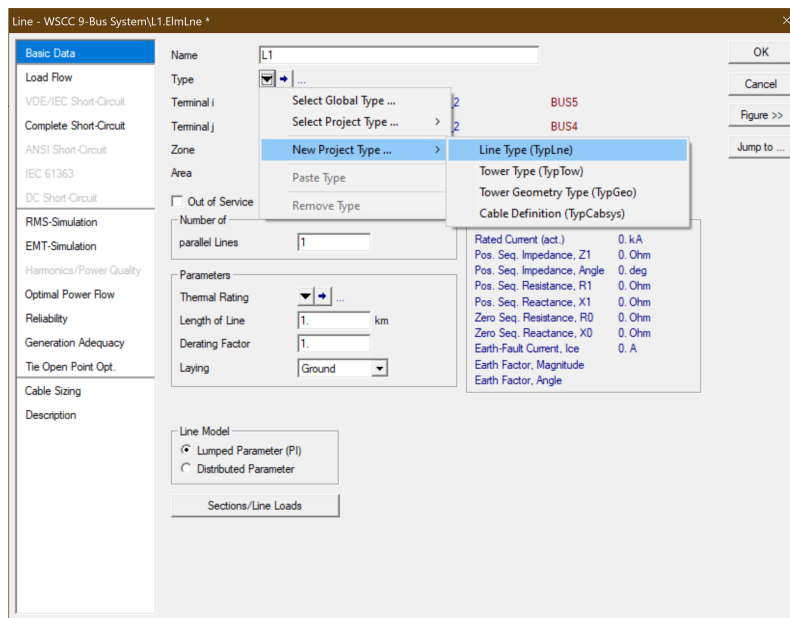 Line - WSCC 9-Bus System\L1.ElmLne *
Basic Data
Load Flow
VDE/IEC Short-Circuit
Complete Short-Circuit
ANSI Short-Circuit
IEC 61363
DC Short-Circuit
RMS-Simulation
EMT-Simulation
Harmonics/Power Quality
Optimal Power Flow
Reliability
Generation Adequacy
Tie Open Point Opt.
Cable Sizing
Description
Name L1
Type ...
Terminal i 2 BUS5
Terminal j 2 BUS4
Zone
Area
Select Global Type ...
Select Project Type ... >
New Project Type ... >
Paste Type
Remove Type
Line Type (TypLne)
Tower Type (TypTow)
Tower Geometry Type (TypGeo)
Cable Definition (TypCabsys)
Out of Service
Number of
parallel Lines 1
Parameters
Thermal Rating ...
Length of Line 1. km
Derating Factor 1.
Laying Ground
Rated Current (act.) 0. kA
Pos. Seq. Impedance, Z1 0. Ohm
Pos. Seq. Impedance, Angle 0. deg
Pos. Seq. Resistance, R1 0. Ohm
Pos. Seq. Reactance, X1 0. Ohm
Zero Seq. Resistance, R0 0. Ohm
Zero Seq. Reactance, X0 0. Ohm
Earth-Fault Current, Ice 0. A
Earth Factor, Magnitude
Earth Factor, Angle
Line Model
Lumped Parameter (PI)
Distributed Parameter
Sections/Line Loads
OK
Cancel
Figure >>
Jump to ...